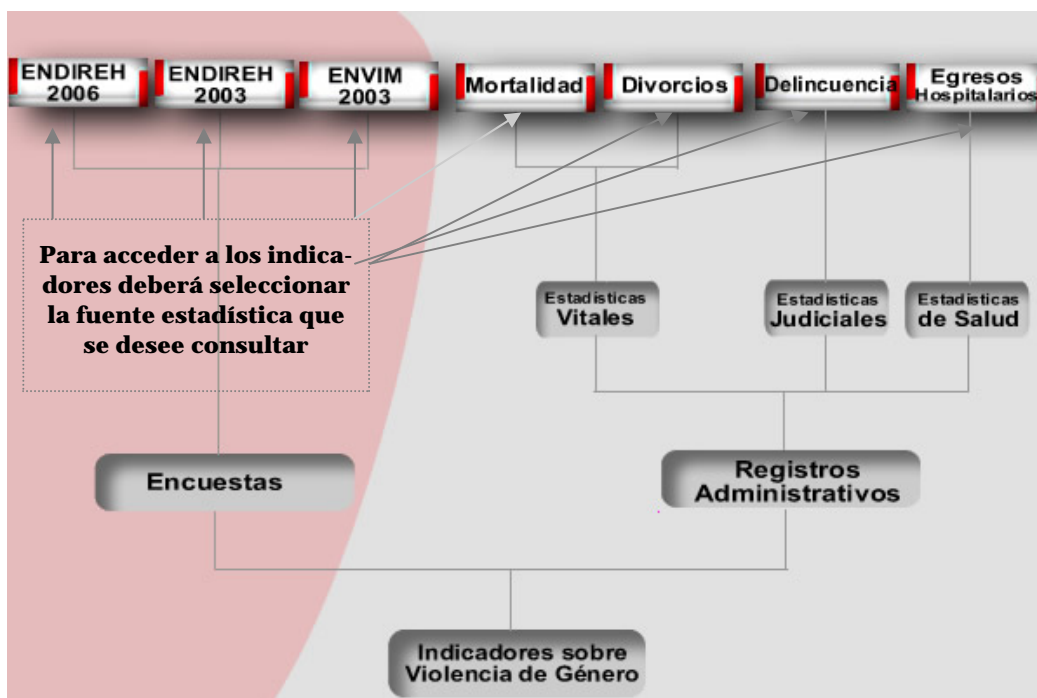 ENDIREH
2006
ENDIREH
2003
ENVIM
2003
Mortalidad
Divorcios
Delincuencia
Egresos
Hospitalarios
Para acceder a los indica-
dores deberá seleccionar
la fuente estadística que
se desee consultar
Estadísticas
Vitales
Estadísticas
Judiciales
Estadísticas
de Salud
Encuestas
Registros
Administrativos
Indicadores sobre
Violencia de Género